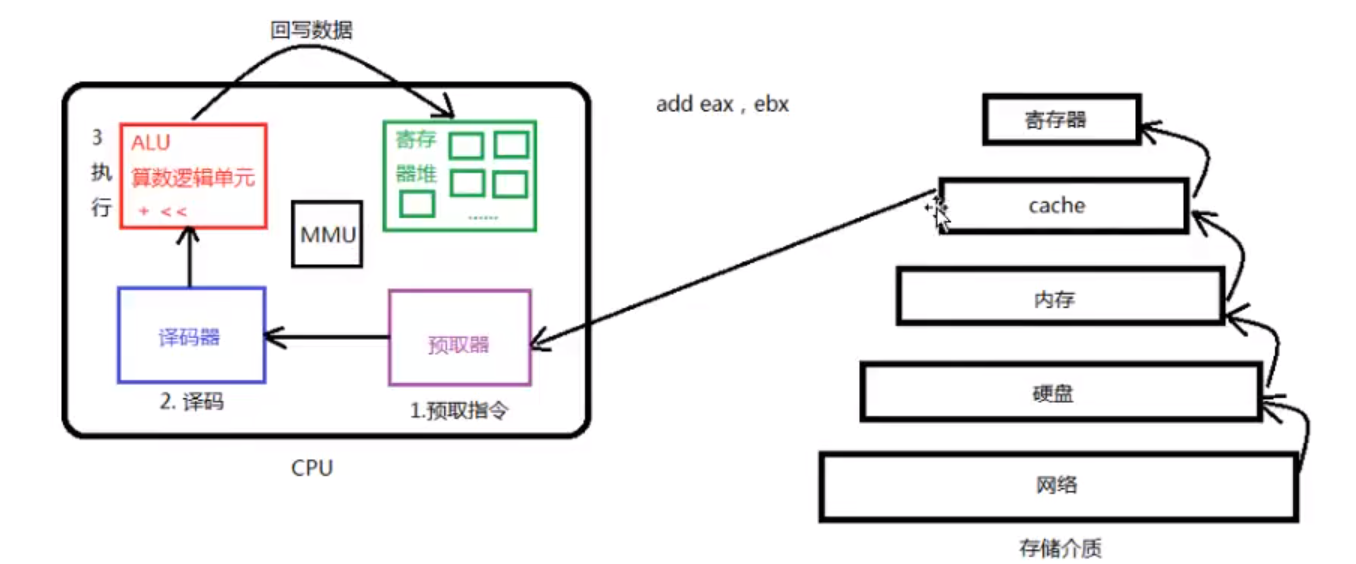 回写数据
add eax , ebx
3
执
行
ALU
算数逻辑单元
+ <<
寄存
器堆
......
MMU
译码器
2. 译码
预取器
1.预取指令
CPU
寄存器
cache
内存
硬盘
网络
存储介质